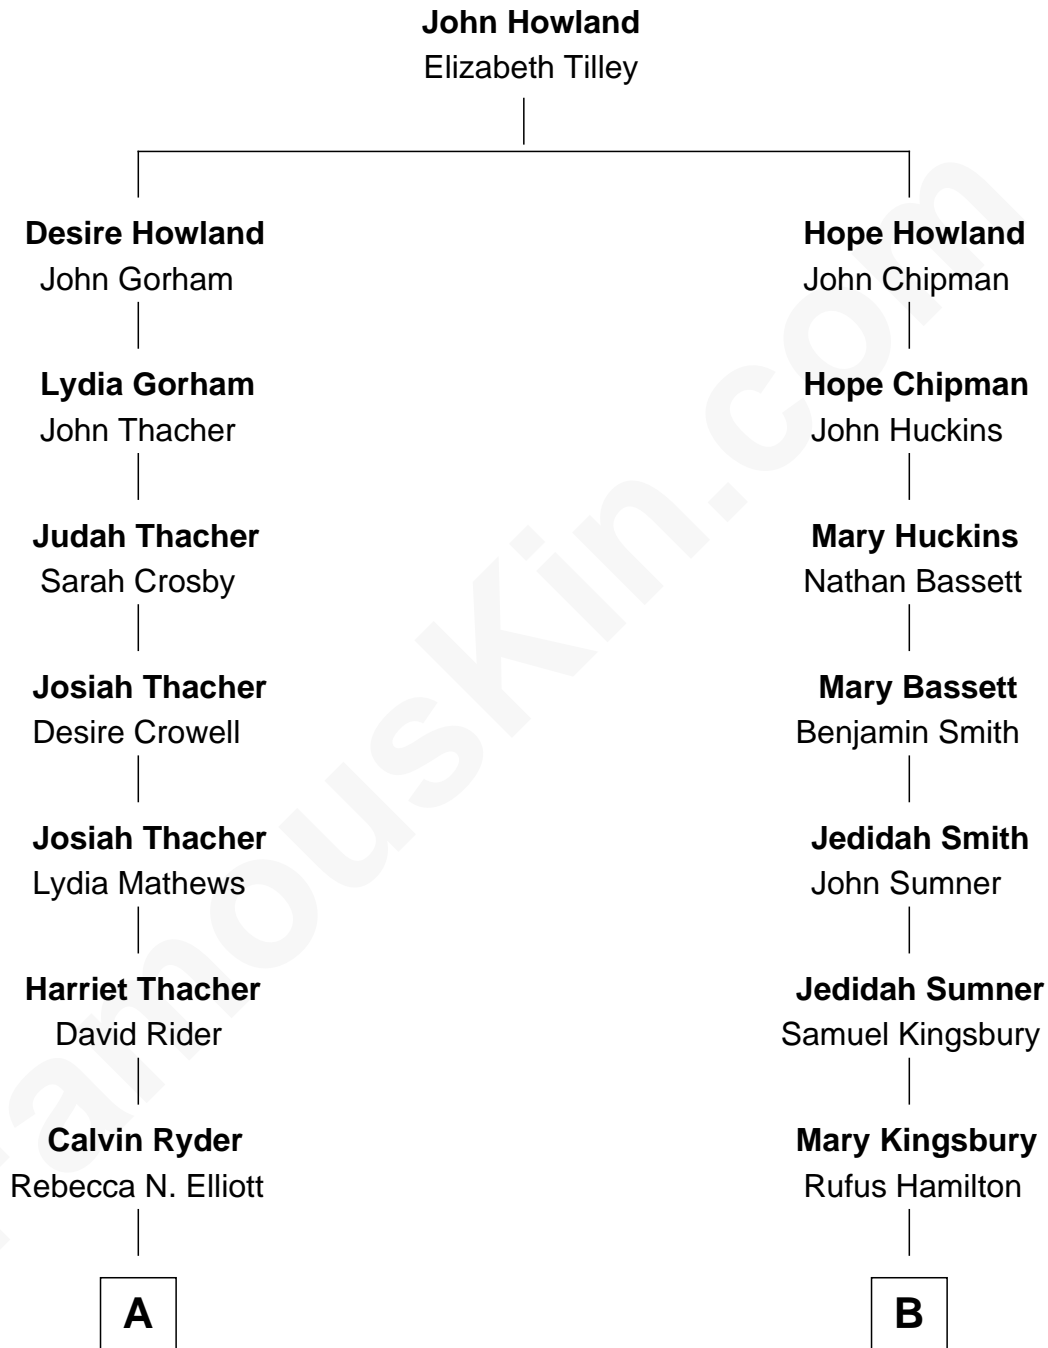 John Howland
Elizabeth Tilley
Desire Howland
John Gorham
Hope Howland
John Chipman
Lydia Gorham
John Thacher
Hope Chipman
John Huckins
Judah Thacher
Sarah Crosby
Mary Huckins
Nathan Bassett
Josiah Thacher
Desire Crowell
Mary Bassett
Benjamin Smith
Josiah Thacher
Lydia Mathews
Jedidah Smith
John Sumner
Harriet Thacher
David Rider
Jedidah Sumner
Samuel Kingsbury
Calvin Ryder
Rebecca N. Elliott
Mary Kingsbury
Rufus Hamilton
A
B
FamousKin.com